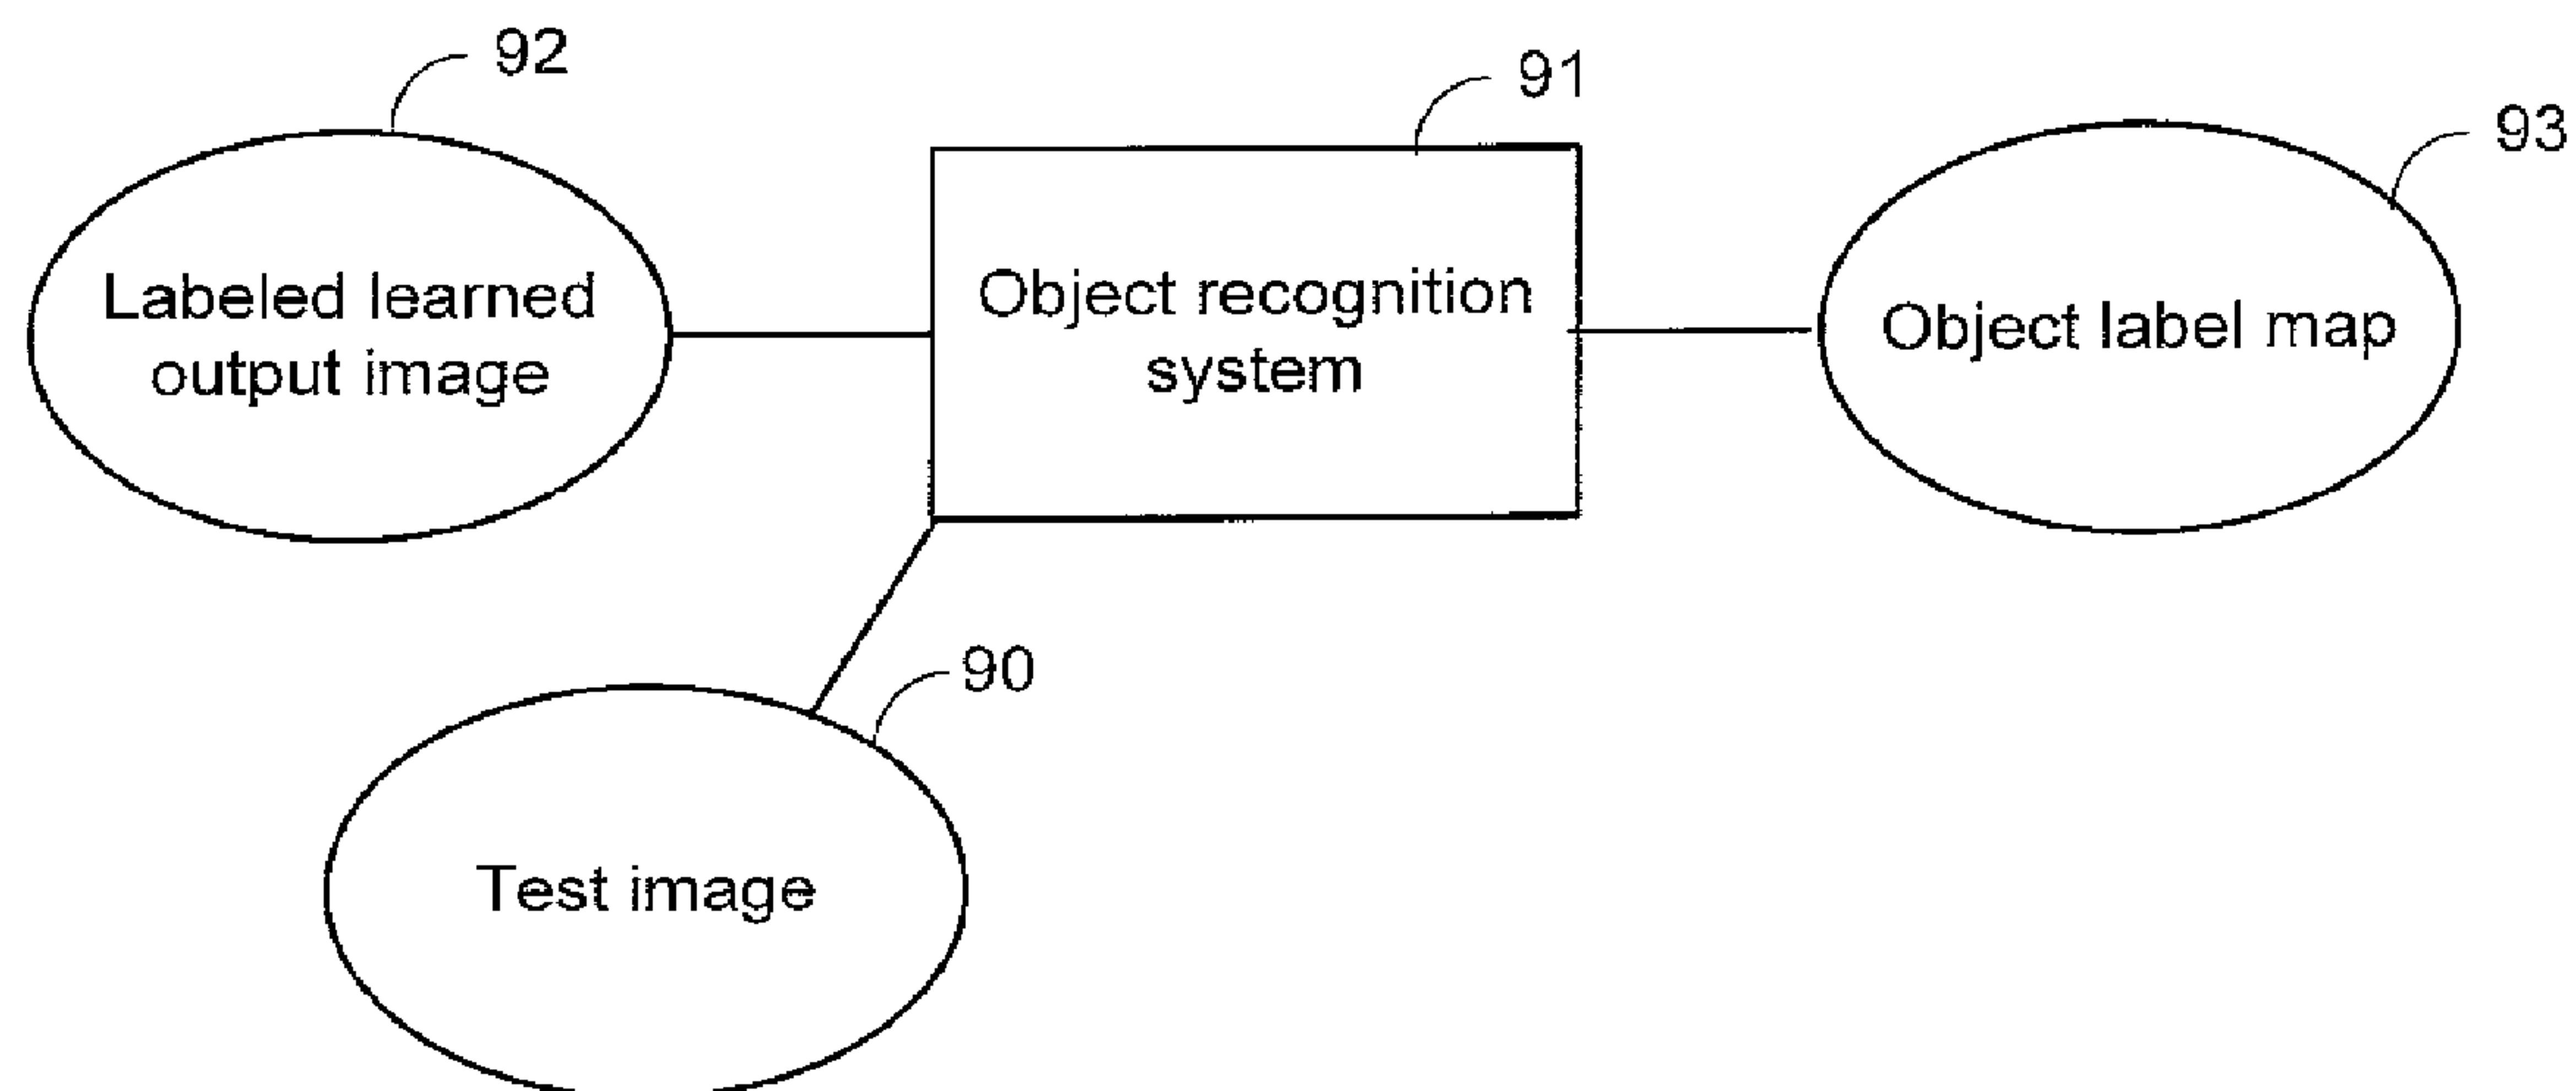 92
91
93
Labeled learned
output image
Object recognition
system
Object label map
90
Test image